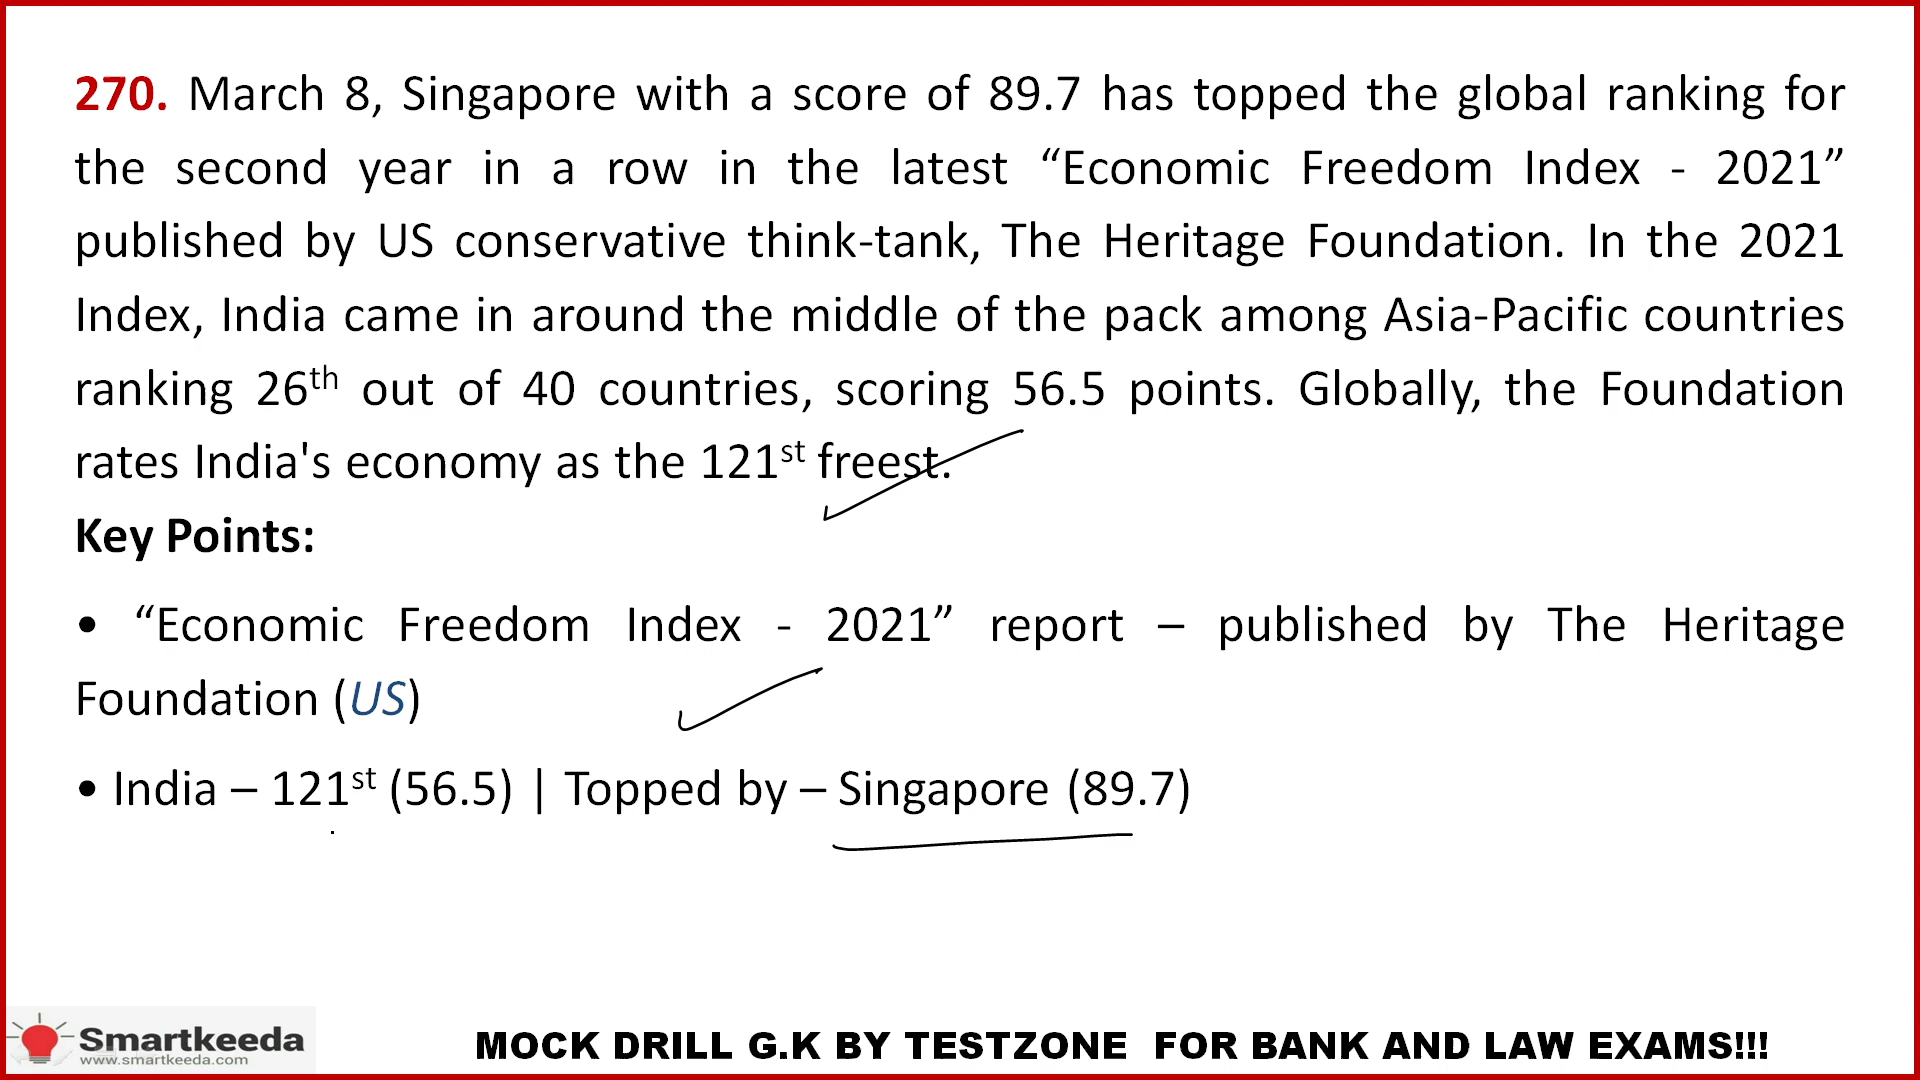 270. March 8, Singapore with a score of 89.7 has topped the global ranking for
the second year in a row in the latest “Economic Freedom Index - 2021”
published by US conservative think-tank, The Heritage Foundation. In the 2021
Index, India came in around the middle of the pack among Asia-Pacific countries
ranking 26th out of 40 countries, scoring 56.5 points. Globally, the Foundation
rates India's economy as the 121st freest.
Key Points:
• “Economic Freedom Index - 2021” report – published by The Heritage
Foundation (US)
• India – 121st (56.5) | Topped by – Singapore (89.7)
Smartkeeda
www.smartkeeda.com
MOCK DRILL G.K BY TESTZONE FOR BANK AND LAW EXAMS!!!